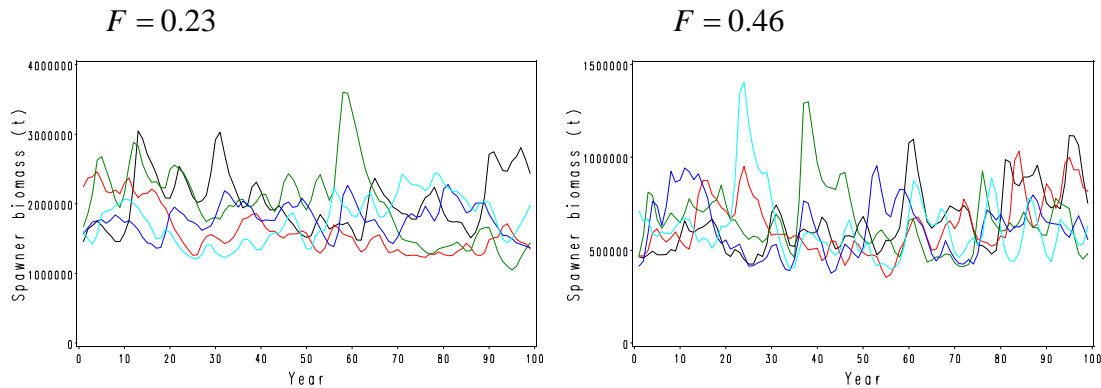 F = 0.23
F = 0.46
Spawner biomass (t)
4000000
3000000
2000000
1000000
0
0 10 20 30 40 50 60 70 80 90 100
Year
Spawner biomass (t)
1500000
1000000
500000
0
0 10 20 30 40 50 60 70 80 90 100
Year